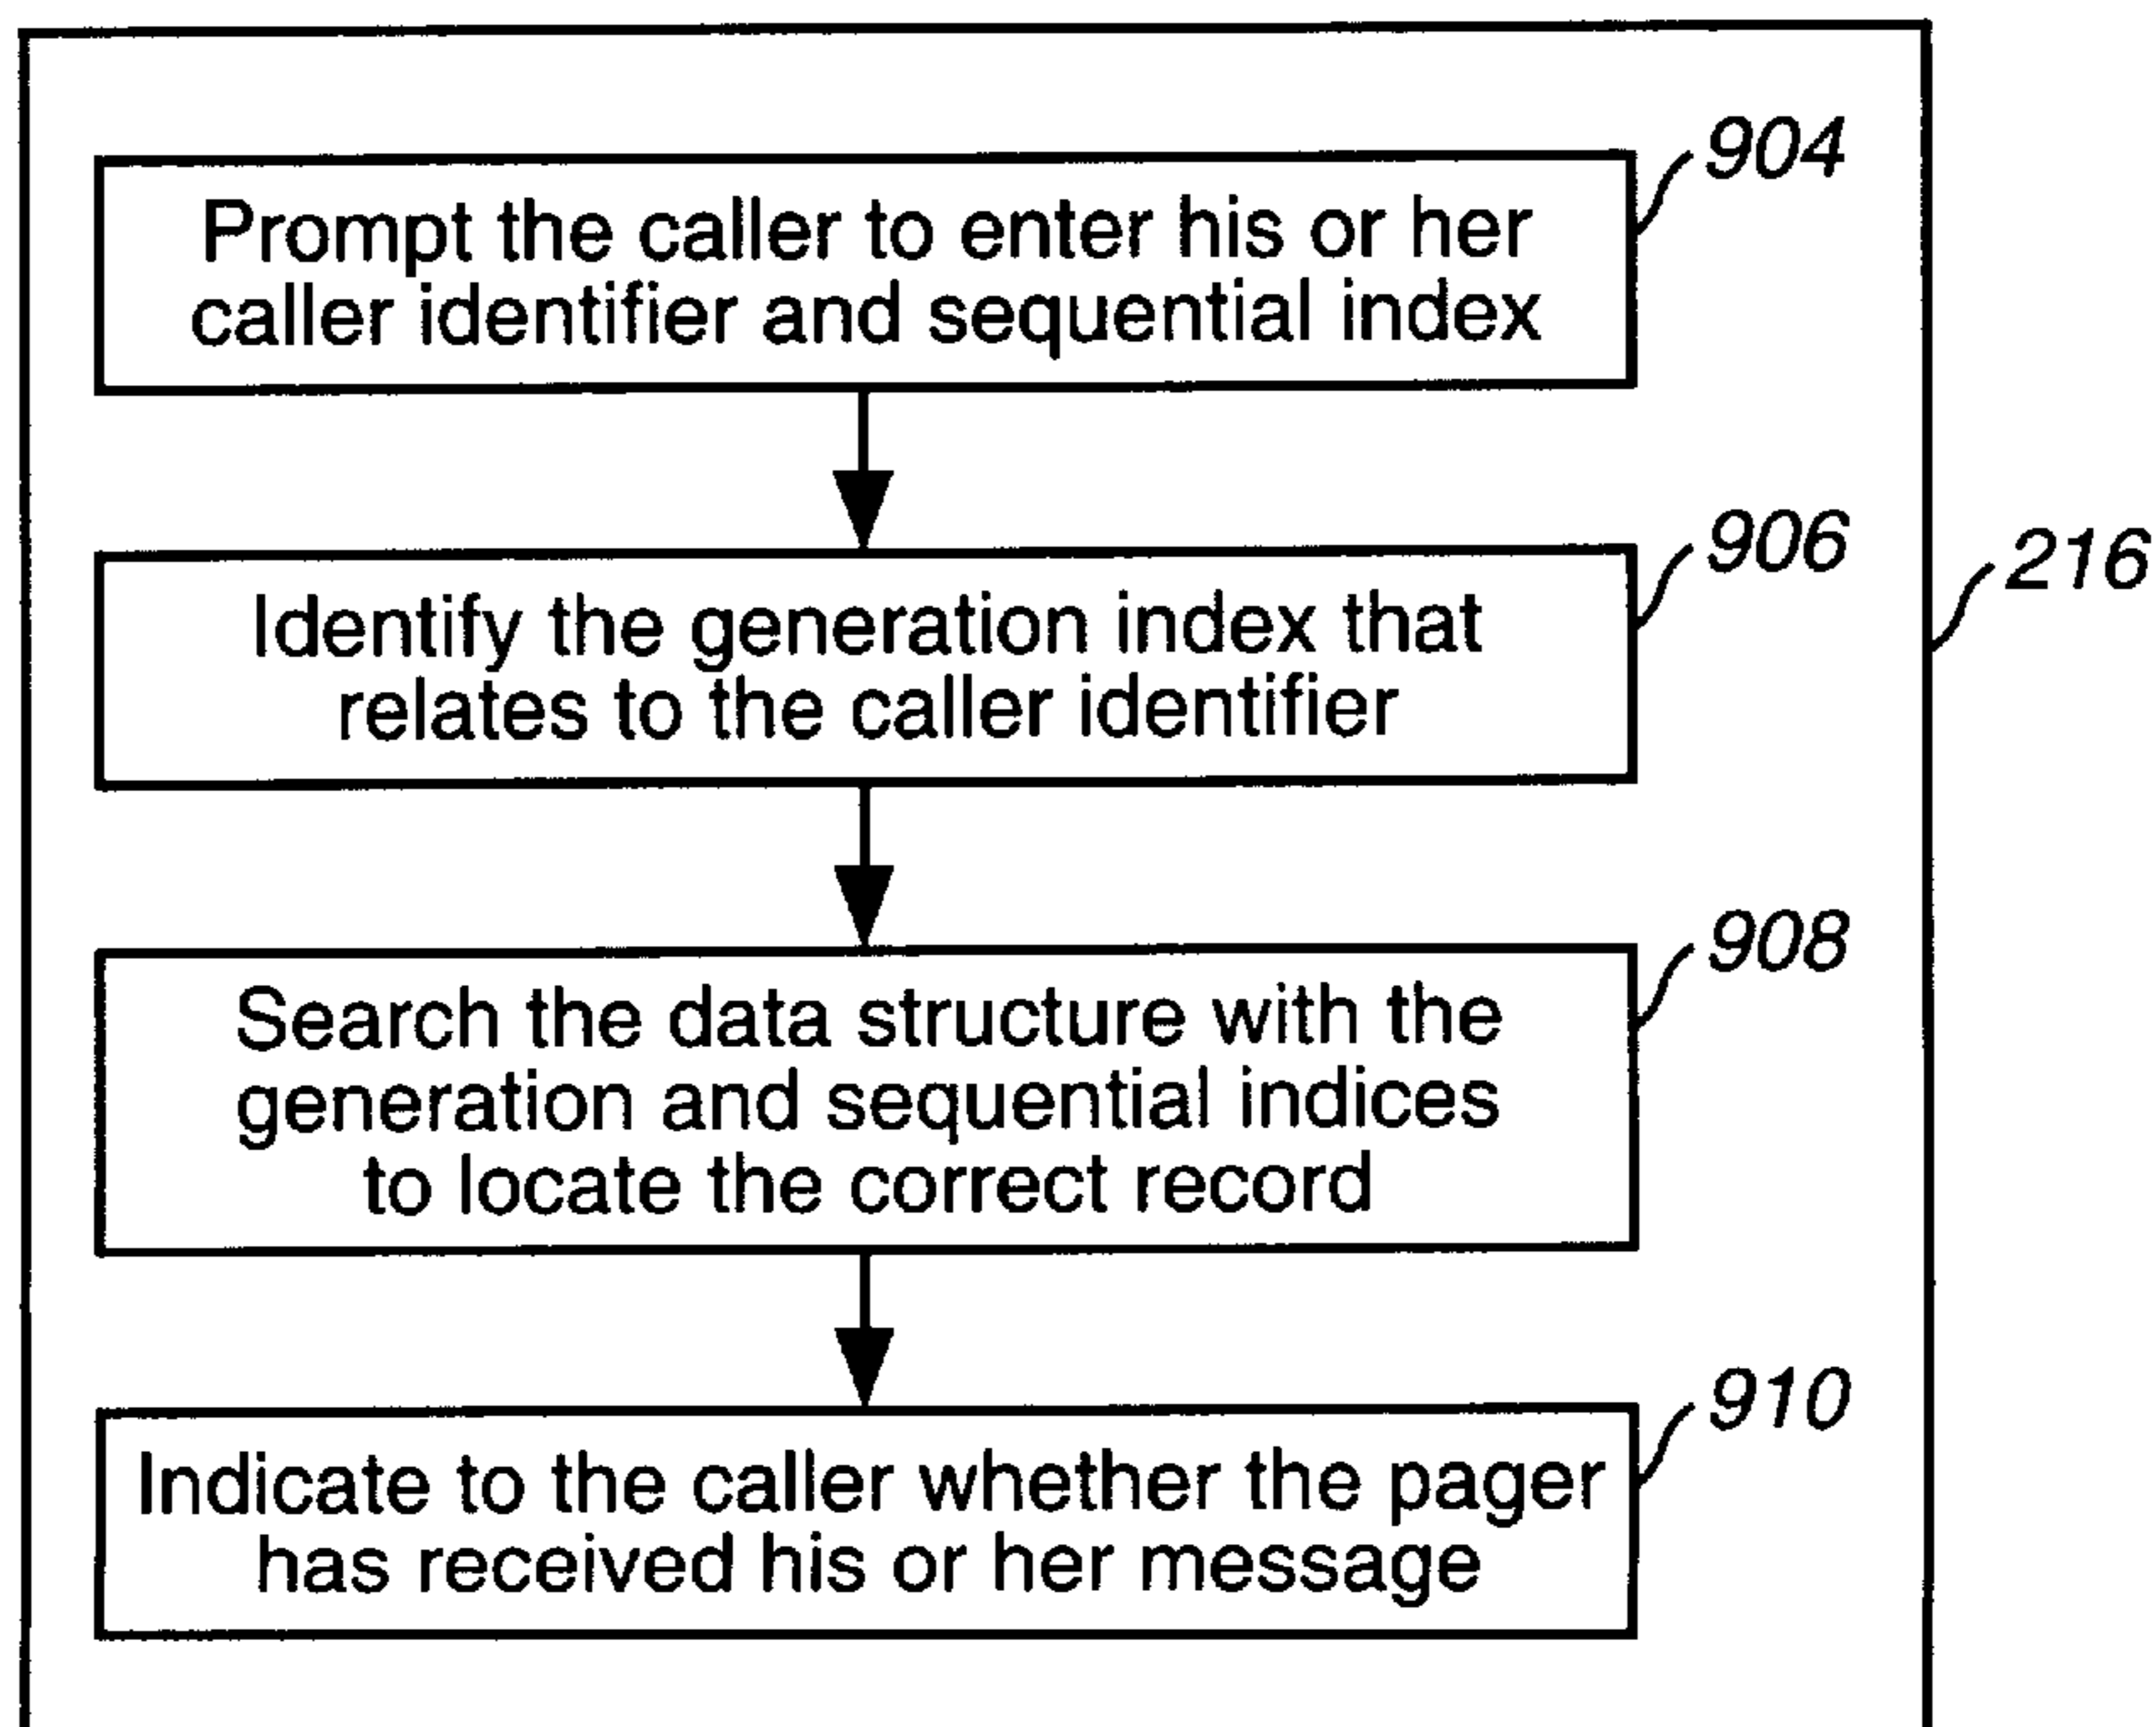 904
Prompt the caller to enter his or her
caller identifier and sequential index
906
216
Identify the generation index that
relates to the caller identifier
908
Search the data structure with the
generation and sequential indices
to locate the correct record
910
Indicate to the caller whether the pager
has received his or her message